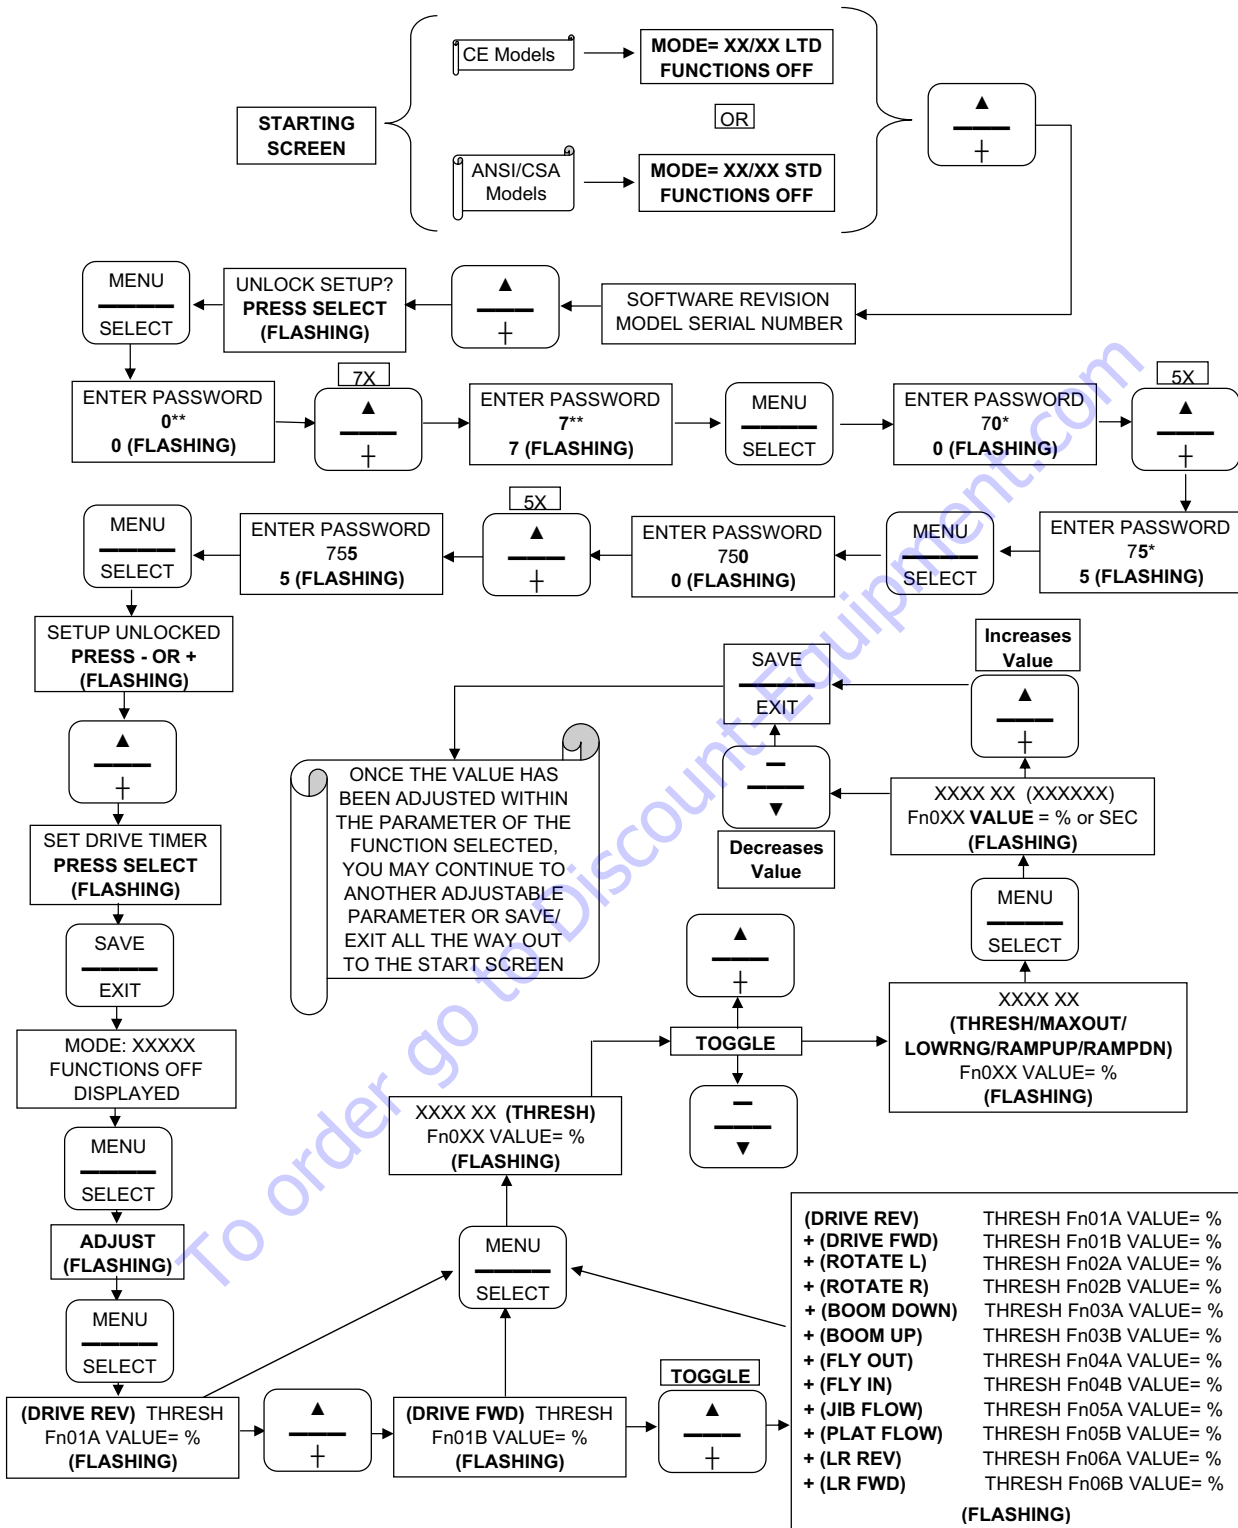 CE Models
MODE= XX/XX LTD
FUNCTIONS OFF
▲
+
STARTING
SCREEN
OR
ANSI/CSA
Models
MODE= XX/XX STD
FUNCTIONS OFF
MENU
SELECT
UNLOCK SETUP?
PRESS SELECT
(FLASHING)
▲
+
SOFTWARE REVISION
MODEL SERIAL NUMBER
ENTER PASSWORD
0**
0 (FLASHING)
7X
▲
+
ENTER PASSWORD
7**
7 (FLASHING)
MENU
SELECT
ENTER PASSWORD
70*
0 (FLASHING)
5X
▲
+
ENTER PASSWORD
75*
5 (FLASHING)
MENU
SELECT
ENTER PASSWORD
750
0 (FLASHING)
5X
▲
+
ENTER PASSWORD
755
5 (FLASHING)
MENU
SELECT
SETUP UNLOCKED
PRESS - OR +
(FLASHING)
▲
+
SET DRIVE TIMER
PRESS SELECT
(FLASHING)
SAVE
EXIT
MODE: XXXXX
FUNCTIONS OFF
DISPLAYED
MENU
SELECT
ADJUST
(FLASHING)
MENU
SELECT
(DRIVE REV) THRESH
Fn01A VALUE= %
(FLASHING)
▲
+
(DRIVE FWD) THRESH
Fn01B VALUE= %
(FLASHING)
TOGGLE
▲
+
(DRIVE REV) THRESH Fn01A VALUE= %
+ (DRIVE FWD) THRESH Fn01B VALUE= %
+ (ROTATE L) THRESH Fn02A VALUE= %
+ (ROTATE R) THRESH Fn02B VALUE= %
+ (BOOM DOWN) THRESH Fn03A VALUE= %
+ (BOOM UP) THRESH Fn03B VALUE= %
+ (FLY OUT) THRESH Fn04A VALUE= %
+ (FLY IN) THRESH Fn04B VALUE= %
+ (JIB FLOW) THRESH Fn05A VALUE= %
+ (PLAT FLOW) THRESH Fn05B VALUE= %
+ (LR REV) THRESH Fn06A VALUE= %
+ (LR FWD) THRESH Fn06B VALUE= %
(FLASHING)
MENU
SELECT
XXXX XX (THRESH)
Fn0XX VALUE= %
(FLASHING)
▲
+
TOGGLE
–
▼
XXXX XX
(THRESH/MAXOUT/
LOWRNG/RAMPUP/RAMPDN)
Fn0XX VALUE= %
(FLASHING)
MENU
SELECT
XXXX XX (XXXXXX)
Fn0XX VALUE = % or SEC
(FLASHING)
Increases
Value
▲
+
–
▼
Decreases
Value
SAVE
EXIT
ONCE THE VALUE HAS
BEEN ADJUSTED WITHIN
THE PARAMETER OF THE
FUNCTION SELECTED,
YOU MAY CONTINUE TO
ANOTHER ADJUSTABLE
PARAMETER OR SAVE/
EXIT ALL THE WAY OUT
TO THE START SCREEN
To order go to Discount-Equipment.com